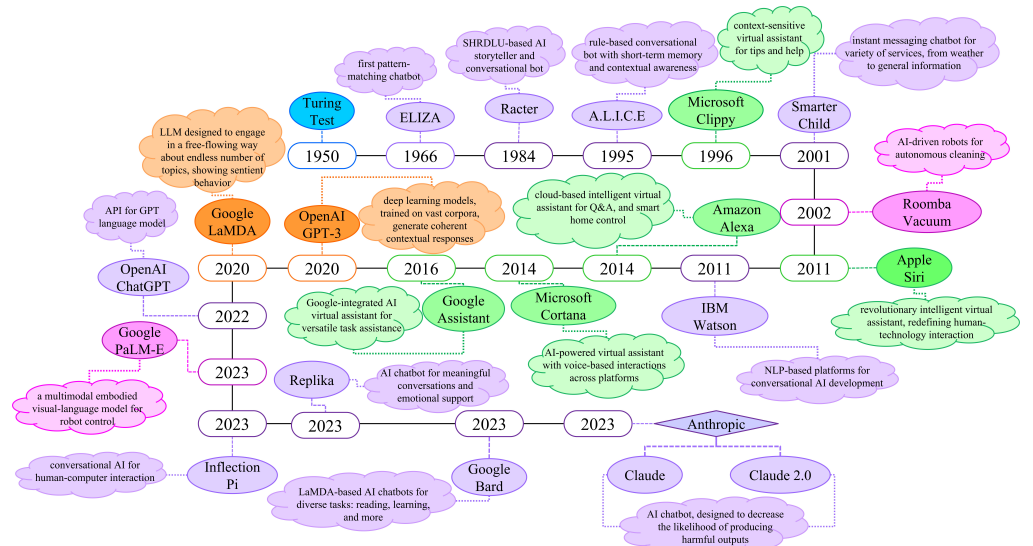 first pattern-
matching chatbot
SHRDLU-based AI
storyteller and
conversational bot
rule-based conversational
bot with short-term memory
and contextual awareness
context-sensitive
virtual assistant
for tips and help
instant messaging chatbot for
variety of services, from weather
to general information
Turing
Test
ELIZA
Racter
A.L.I.C.E
Microsoft
Clippy
Smarter
Child
1950
1966
1984
1995
1996
2001
AI-driven robots for
autonomous cleaning
2002
Roomba
Vacuum
LLM designed to engage
in a free-flowing way
about endless number of
topics, showing sentient
behavior
deep learning models,
trained on vast corpora,
generate coherent
contextual responses
cloud-based intelligent virtual
assistant for Q&A, and smart
home control
Amazon
Alexa
API for GPT
language model
Google
LaMDA
OpenAI
GPT-3
OpenAI
ChatGPT
2020
2020
2016
2014
2014
2011
2011
Apple
Siri
Google-integrated AI
virtual assistant for
versatile task assistance
Google
Assistant
Microsoft
Cortana
IBM
Watson
revolutionary intelligent virtual
assistant, redefining human-
technology interaction
2022
Google
PaLM-E
2023
AI-powered virtual assistant
with voice-based interactions
across platforms
NLP-based platforms for
conversational AI development
a multimodal embodied
visual-language model for
robot control
Replika
AI chatbot for meaningful
conversations and
emotional support
2023
2023
2023
2023
Anthropic
conversational AI for
human-computer interaction
Inflection
Pi
LaMDA-based AI chatbots for
diverse tasks: reading, learning,
and more
Google
Bard
Claude
Claude 2.0
AI chatbot, designed to decrease
the likelihood of producing
harmful outputs